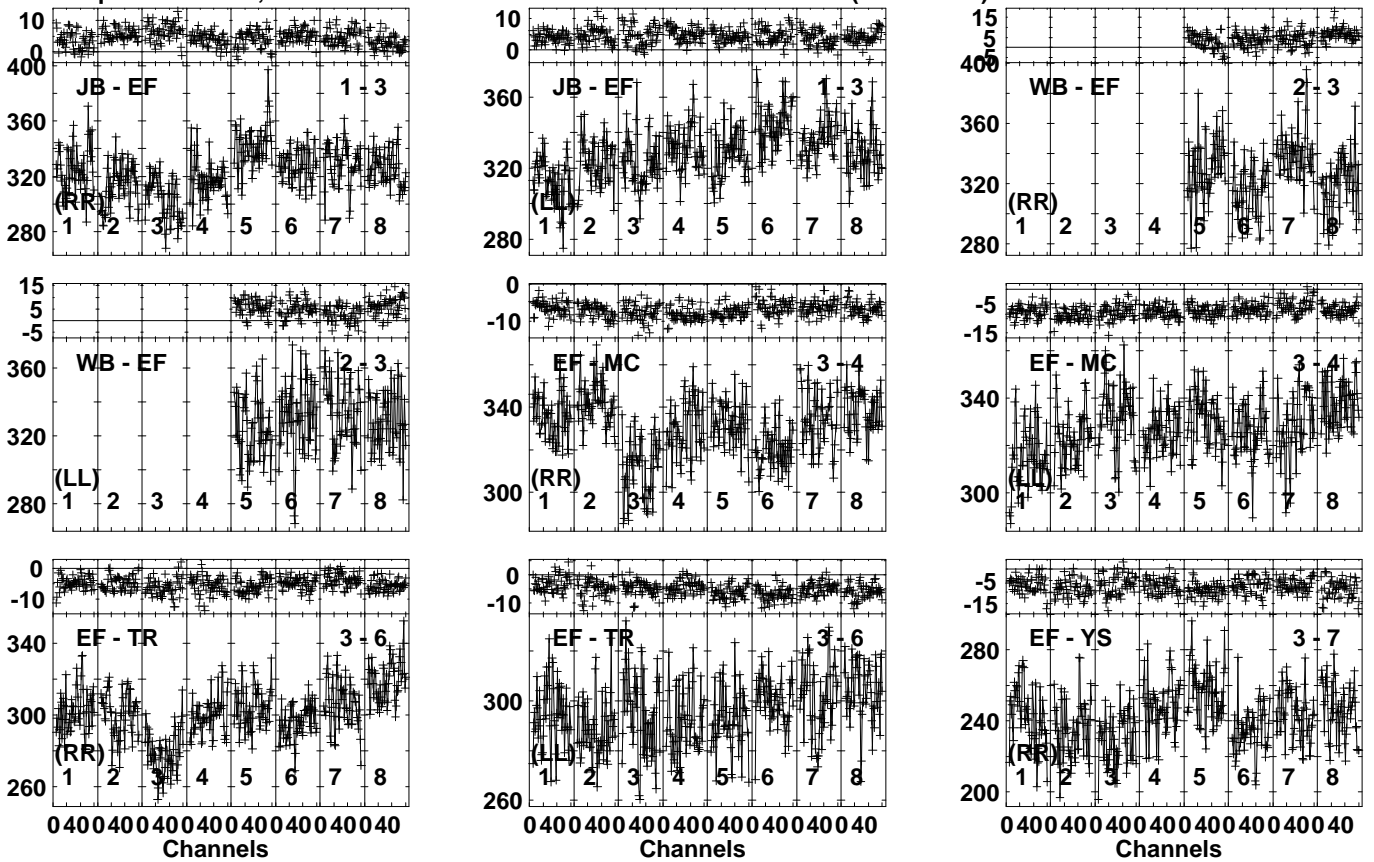 10 0
400 JB - EF 1 - 3
360
320
(RR)
280 1 2 3 4 5 6 7 8
10 0
JB - EF 1 - 3
360
320
(LL)
280 1 2 3 4 5 6 7 8
15 5 -5
400 WB - EF 2 - 3
360
320
(RR)
280 1 2 3 4 5 6 7 8
15 5 -5
WB - EF 2 - 3
360
320
(LL)
280 1 2 3 4 5 6 7 8
0 -10
EF - MC 3 - 4
340
(RR)
300 1 2 3 4 5 6 7 8
-5 -15
EF - MC 3 - 4
340
(LL)
300 1 2 3 4 5 6 7 8
0 -10
EF - TR 3 - 6
340
300
(RR)
260 1 2 3 4 5 6 7 8
0 -10
EF - TR 3 - 6
300
(LL)
260 1 2 3 4 5 6 7 8
-5 -15
EF - YS 3 - 7
280
240
(RR)
200 1 2 3 4 5 6 7 8
0 40 0 40 0 40 0 40 0 40 0 40 0 40 0 40
Channels
0 40 0 40 0 40 0 40 0 40 0 40 0 40 0 40
Channels
0 40 0 40 0 40 0 40 0 40 0 40 0 40 0 40
Channels